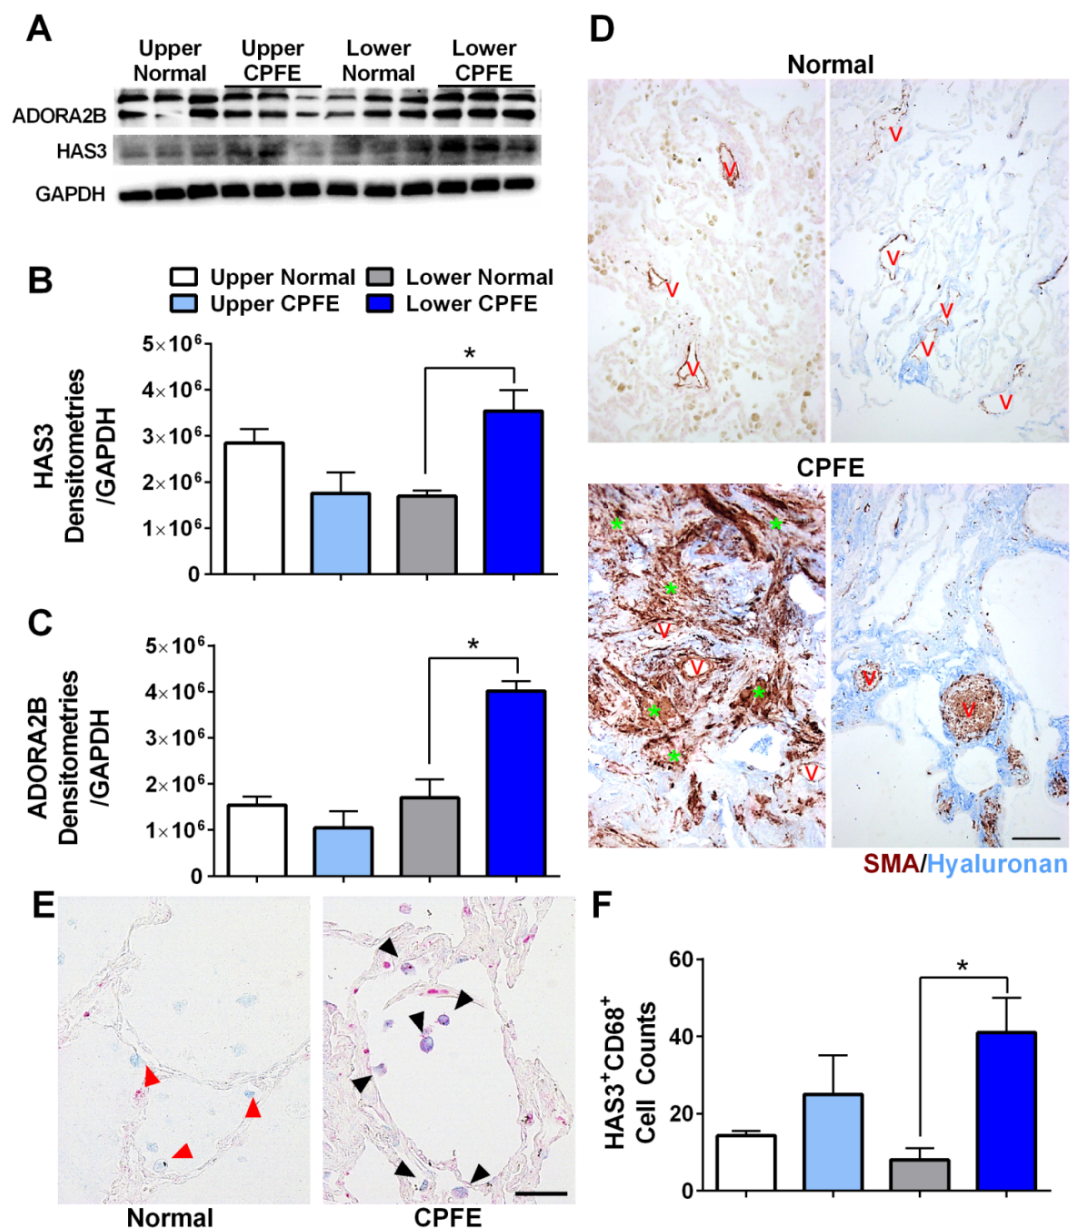 A
Upper Normal
Upper CPFE
Lower Normal
Lower CPFE
ADORA2B
HAS3
GAPDH
B
Upper Normal
Lower Normal
Upper CPFE
Lower CPFE
HAS3
Densitometries
/GAPDH
5×10⁶
4×10⁶
3×10⁶
2×10⁶
1×10⁶
0
*
C
ADORA2B
Densitometries
/GAPDH
5×10⁶
4×10⁶
3×10⁶
2×10⁶
1×10⁶
0
*
D
Normal
V
V
V
V
V
V
V
V
CPFE
* * * * * *
V
V
V
V
V
SMA/Hyaluronan
E
Normal
CPFE
F
HAS3⁺CD68⁺
Cell Counts
60
40
20
0
*